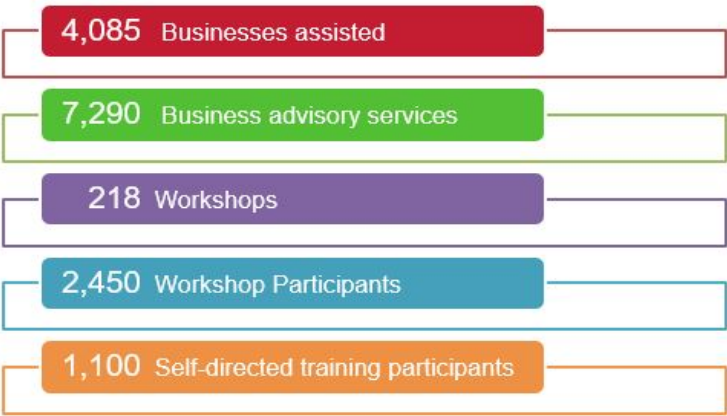 4,085 Businesses assisted
7,290 Business advisory services
218 Workshops
2,450 Workshop Participants
1,100 Self-directed training participants